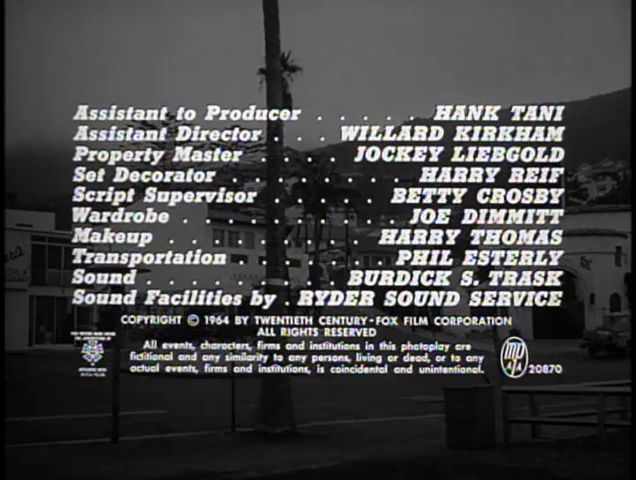 Assistant to Producer . . . . . HANK TANI
Assistant Director . . . WILLARD KIRKHAM
Property Master . . . . JOCKEY LIEBGOLD
Set Decorator . . . . . . . HARRY REIF
Script Supervisor . . . . . BETTY CROSBY
Wardrobe . . . . . . . . . JOE DIMMITT
Makeup . . . . . . . . HARRY THOMAS
Transportation . . . . . . PHIL ESTERLY
Sound . . . . . . . BURDICK S. TRASK
Sound Facilities by . RYDER SOUND SERVICE
COPYRIGHT © 1964 BY TWENTIETH CENTURY-FOX FILM CORPORATION
ALL RIGHTS RESERVED
All events, characters, firms and institutions in this photoplay are
fictional and any similarity to any persons, living or dead, or to any
actual events, firms and institutions, is coincidental and unintentional.
20870